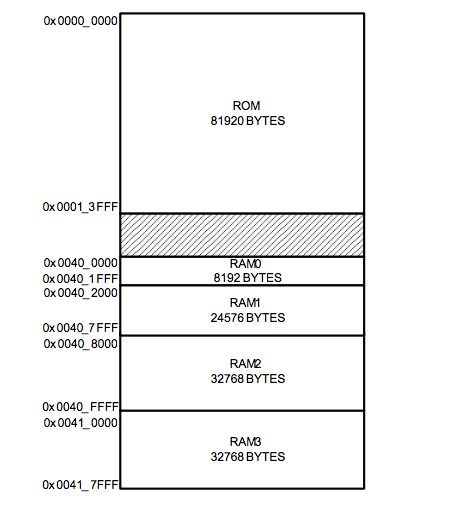 0x0000_0000
ROM
81920 BYTES
0x0001_3FFF
0x0040_0000
RAM0
0x0040_1FFF
8192 BYTES
0x0040_2000
RAM1
24576 BYTES
0x0040_7FFF
0x0040_8000
RAM2
32768 BYTES
0x0040_FFFF
0x0041_0000
RAM3
32768 BYTES
0x0041_7FFF